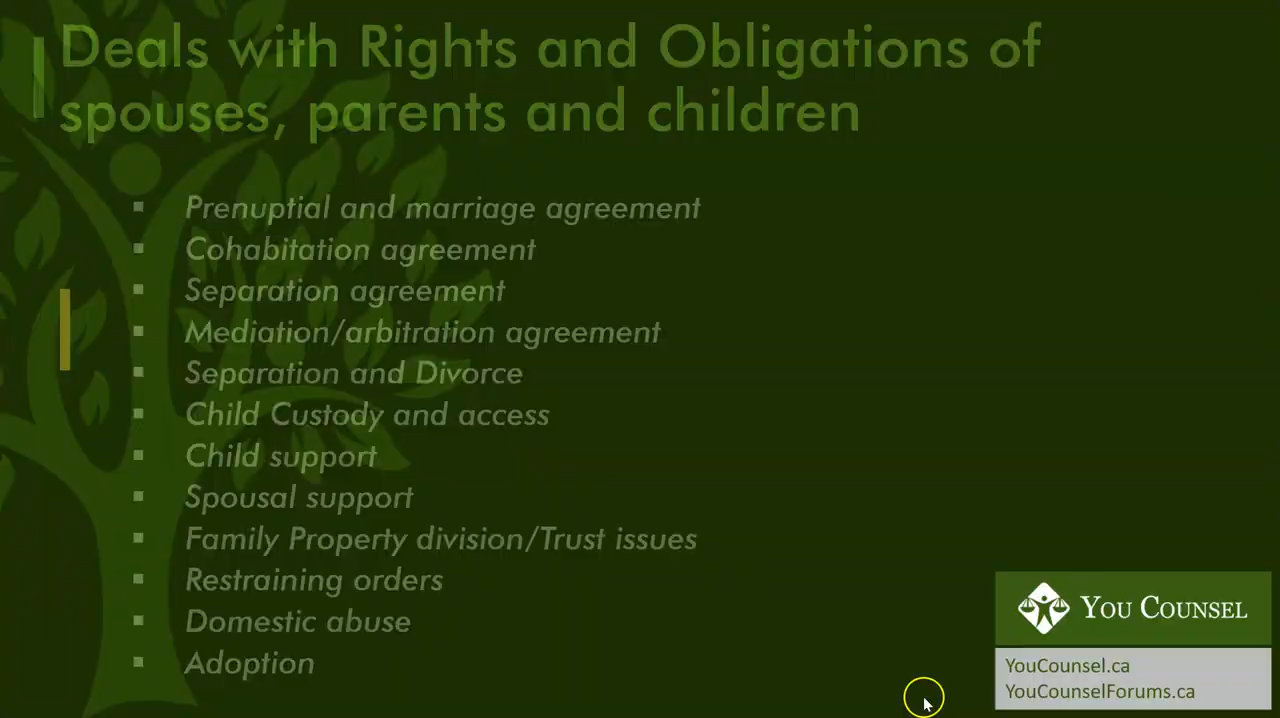 Deals with Rights and Obligations of
spouses, parents and children
Prenuptial and marriage agreement
Cohabitation agreement
Separation agreement
Mediation/arbitration agreement
Separation and Divorce
Child Custody and access
Child support
Spousal support
Family Property division/Trust issues
Restraining orders
Domestic abuse
Adoption
You Counsel
YouCounsel.ca
YouCounselForums.ca